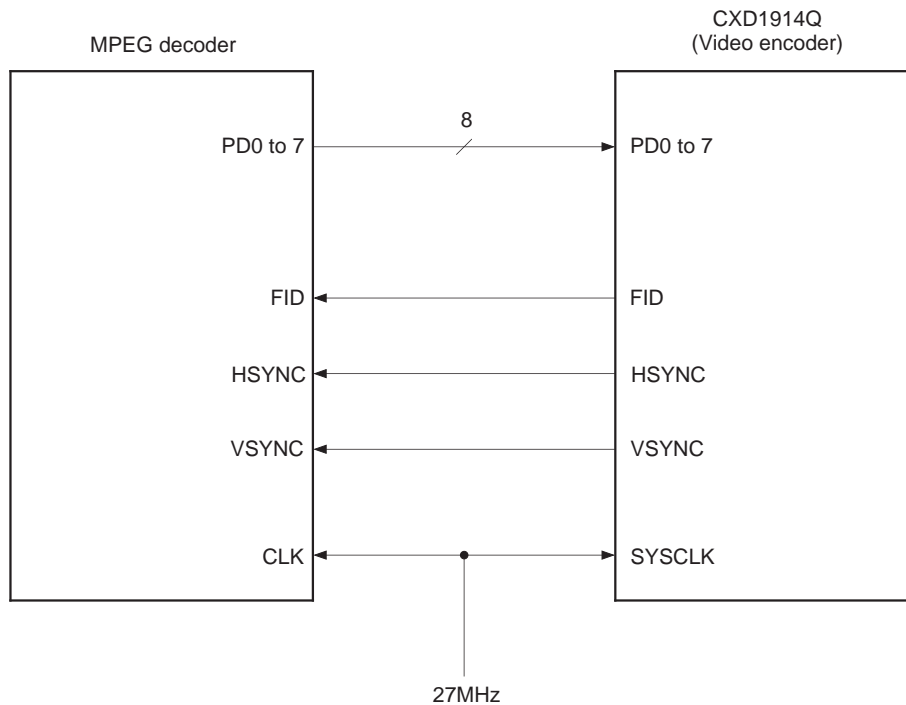 CXD1914Q
MPEG decoder
(Video encoder)
8
PD0 to 7
PD0 to 7
FID
FID
HSYNC
HSYNC
VSYNC
VSYNC
CLK
SYSCLK
27MHz